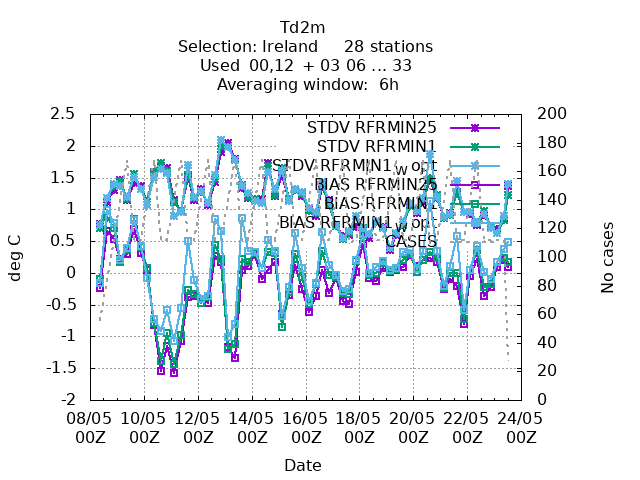 Td2m
Selection: Ireland 28 stations
Used 00,12 + 03 06 ... 33
Averaging window: 6h
deg C
2.5
2
1.5
1
0.5
0
-0.5
-1
-1.5
-2
STDV RFRMIN25
STDV RFRMIN1
STDV RFRMIN1_w_opt
BIAS RFRMIN25
BIAS RFRMIN1
BIAS RFRMIN1_w_opt
CASES
200
180
160
140
120
100
80
60
40
20
0
No cases
08/05 10/05 12/05 14/05 16/05 18/05 20/05 22/05 24/05
00Z 00Z 00Z 00Z 00Z 00Z 00Z 00Z 00Z
Date